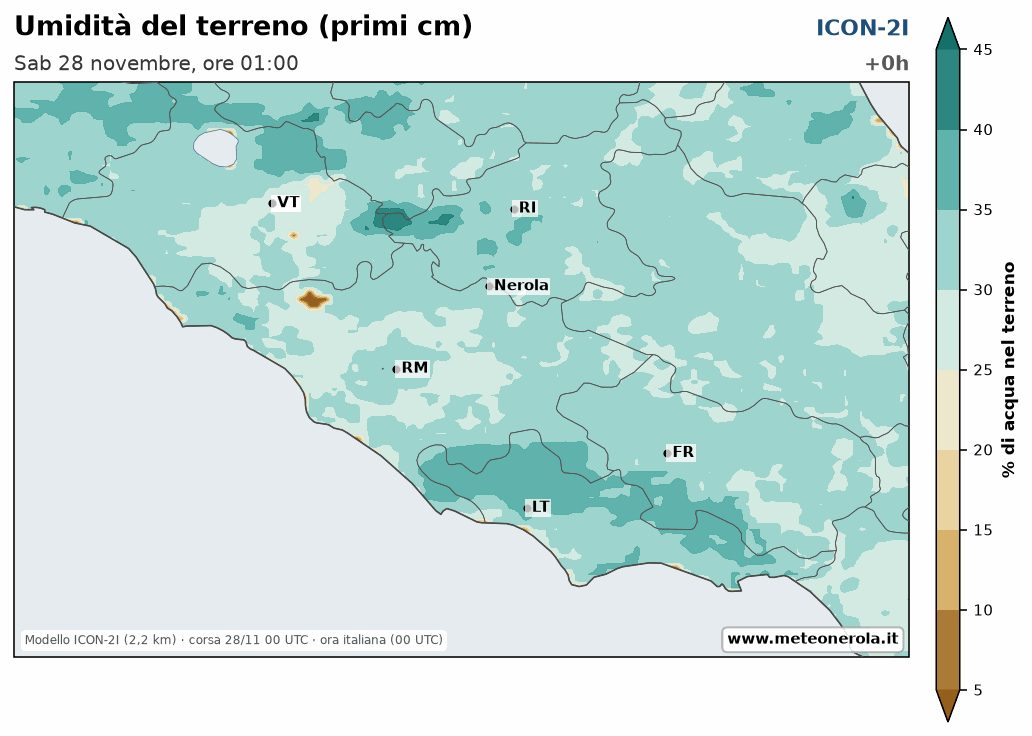 Umidità del terreno (primi cm)
ICON-2I
Sab 28 novembre, ore 01:00
+0h
VT
RI
Nerola
RM
FR
LT
45
40
35
30
25
20
15
10
5
% di acqua nel terreno
Modello ICON-2I (2,2 km) · corsa 28/11 00 UTC · ora italiana (00 UTC)
www.meteonerola.it